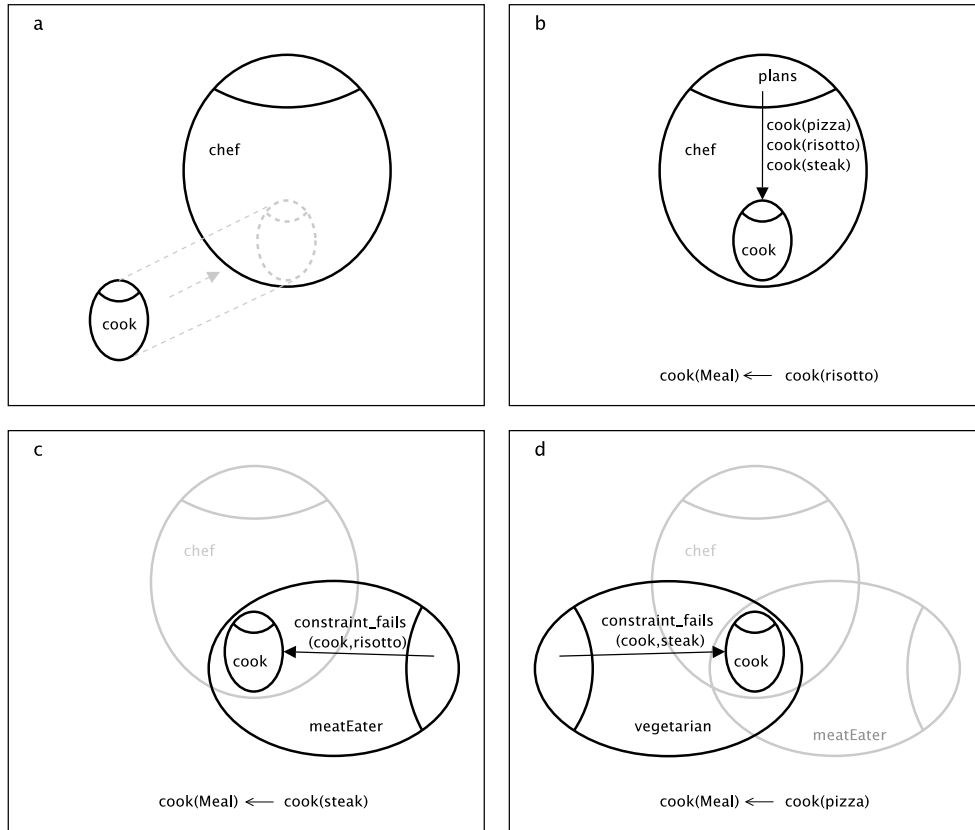 a
chef
cook
b
plans
cook(pizza)
cook(risotto)
cook(steak)
chef
cook
cook(Meal) ← cook(risotto)
c
chef
constraint_fails
(cook,risotto)
cook
meatEater
cook(Meal) ← cook(steak)
d
chef
constraint_fails
(cook,steak)
cook
vegetarian
meatEater
cook(Meal) ← cook(pizza)